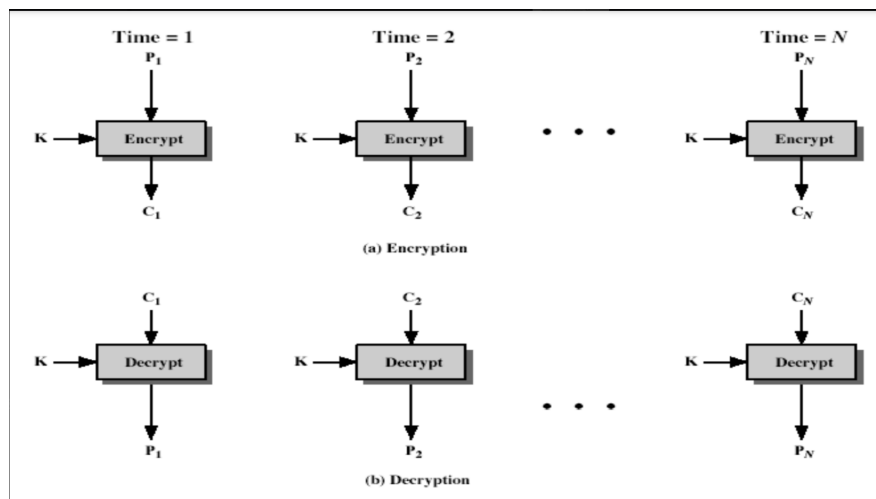 Time = 1 Time = 2 Time = N
P1 P2 PN
K Encrypt K Encrypt • • • K Encrypt
C1 C2 CN
(a) Encryption
C1 C2 CN
K Decrypt K Decrypt K Decrypt
• • •
P1 P2 PN
(b) Decryption